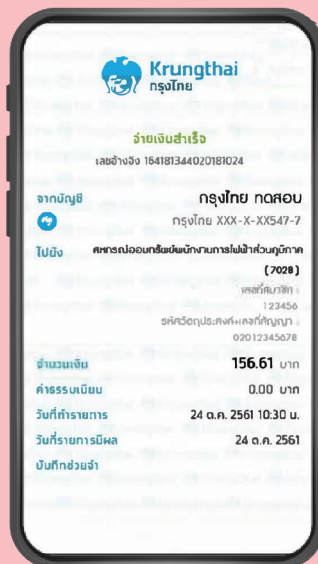 Krungthai
กรุงไทย
จ่ายเงินสำเร็จ
เลขอ้างอิง 164181344020181024
จากบัญชี กรุงไทย ทดสอบ
กรุงไทย XXX-X-XX547-7
ไปยัง สหกรณ์ออมทรัพย์พนักงานการไฟฟ้าส่วนภูมิภาค
(7028)
เลขที่สมาชิก :
123456
รหัสวัตถุประสงค์+เลขที่สัญญา :
02012345678
จำนวนเงิน 156.61 บาท
ค่าธรรมเนียม 0.00 บาท
วันที่ทำรายการ 24 ต.ค. 2561 10:30 น.
วันที่รายการมีผล 24 ต.ค. 2561
บันทึกช่วยจำ